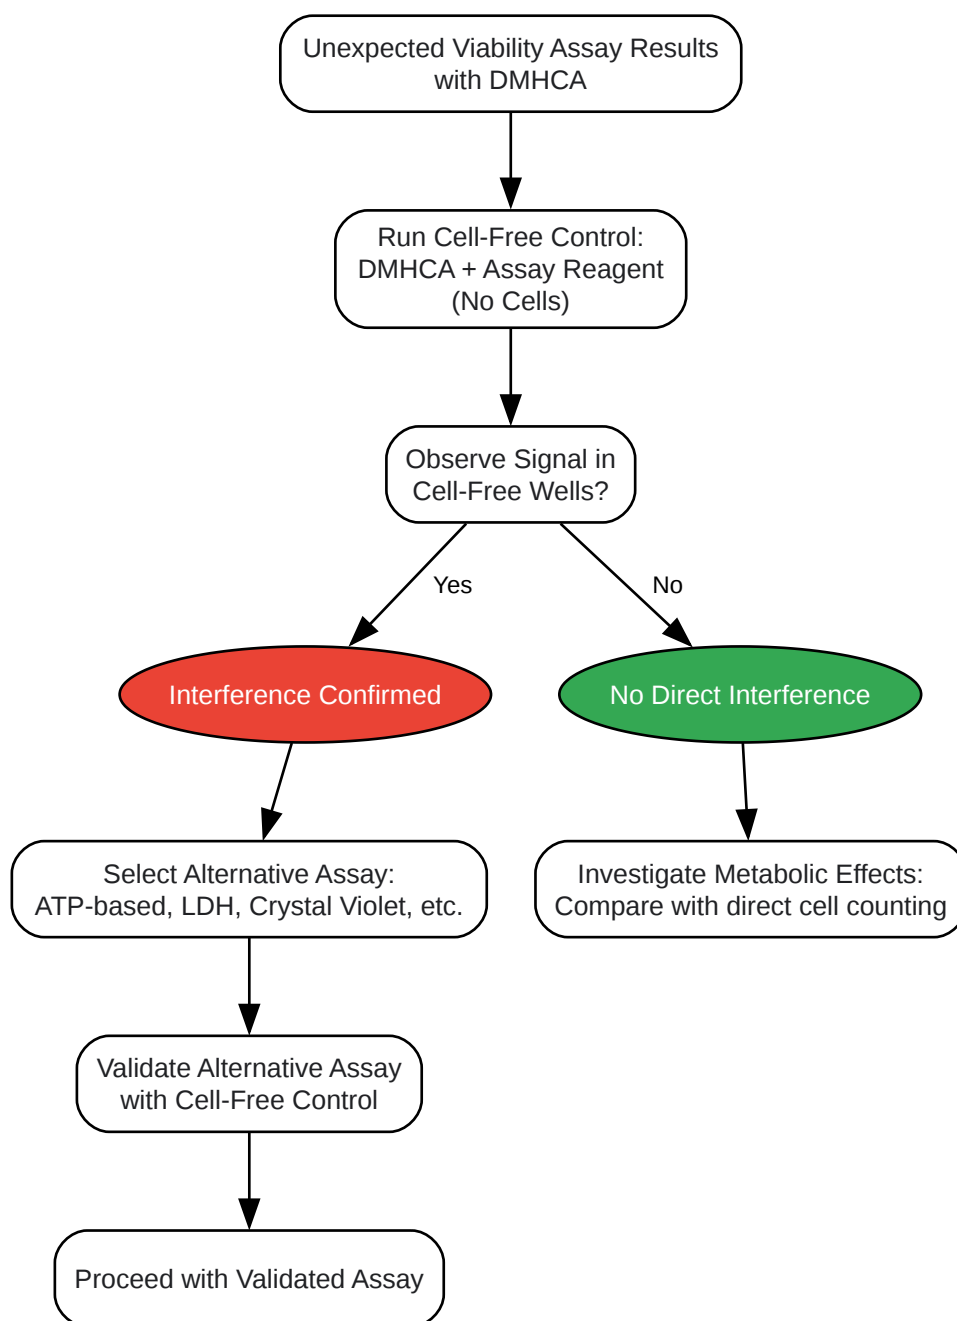 Unexpected Viability Assay Results
with DMHCA
Run Cell-Free Control:
DMHCA + Assay Reagent
(No Cells)
Observe Signal in
Cell-Free Wells?
Yes
No
Interference Confirmed
No Direct Interference
Select Alternative Assay:
ATP-based, LDH, Crystal Violet, etc.
Investigate Metabolic Effects:
Compare with direct cell counting
Validate Alternative Assay
with Cell-Free Control
Proceed with Validated Assay